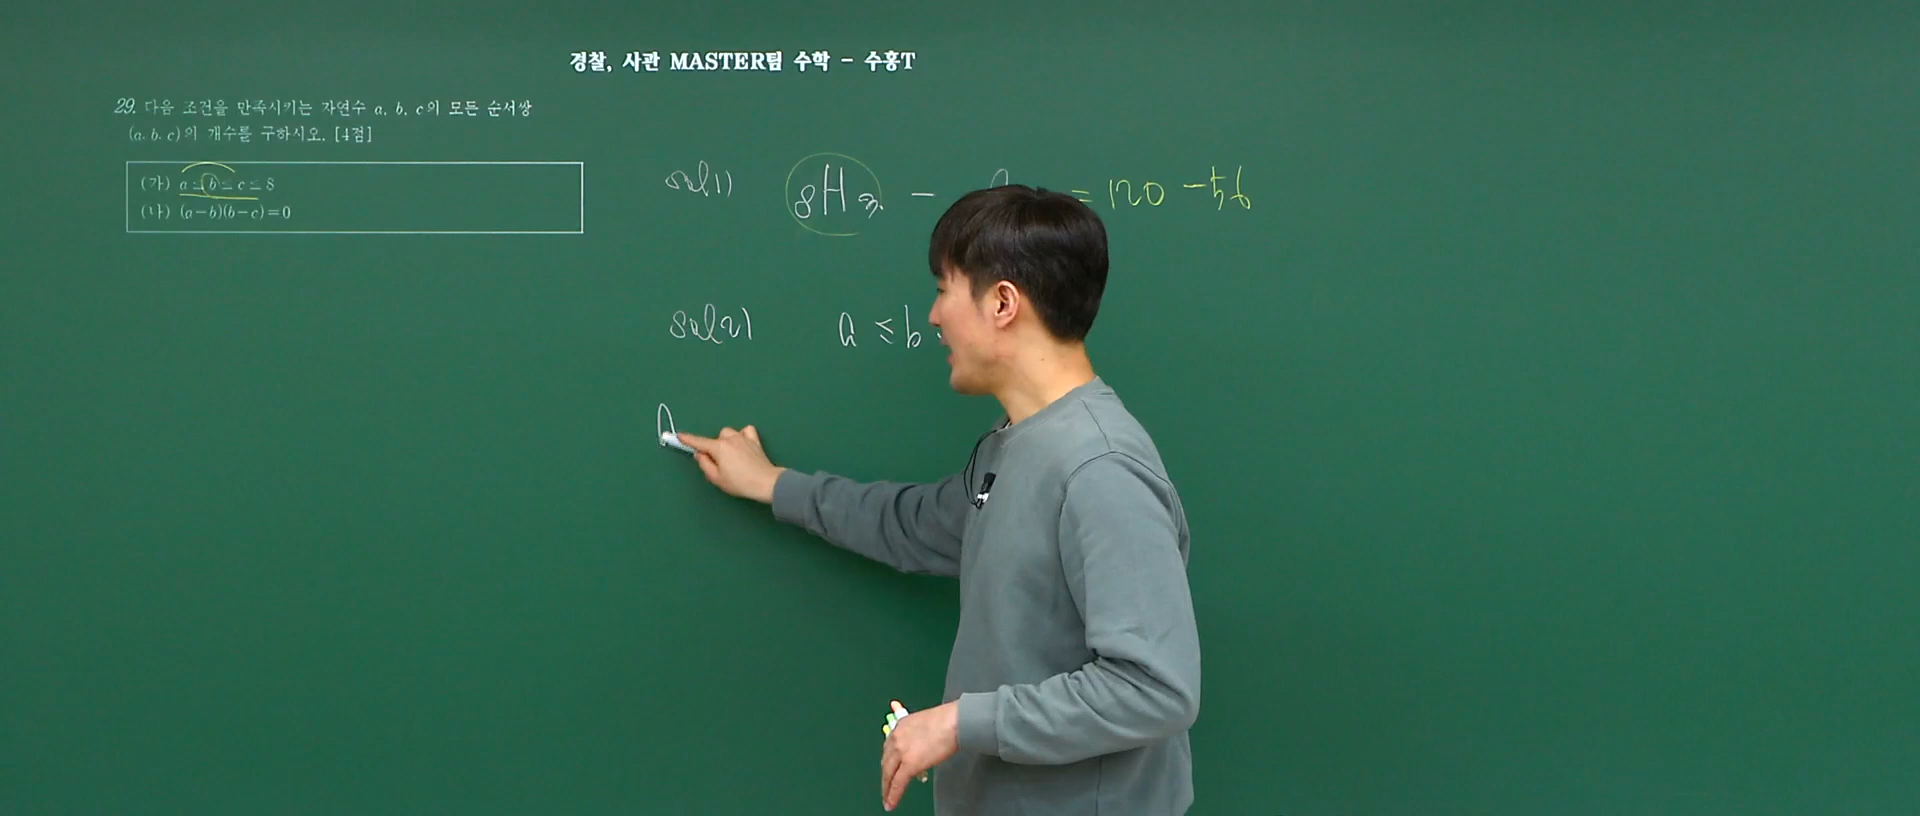 경찰, 사관 MASTER팀 수학 - 수홍T
29. 다음 조건을 만족시키는 자연수 a, b, c의 모든 순서쌍
(a, b, c)의 개수를 구하시오. [4점]
(가) a ≤ b ≤ c ≤ 8
(나) (a-b)(b-c)=0
sol1) 8H3 - = 120 - 56
sol2) a ≤ b